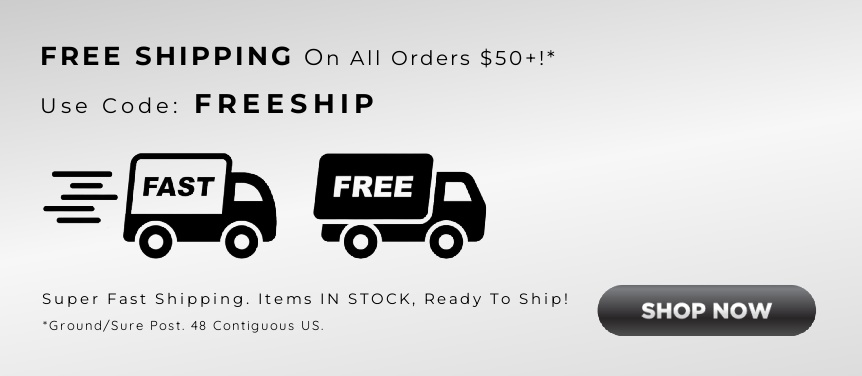 FREE SHIPPING On All Orders $50+!*
Use Code: FREESHIP
FAST
FREE
Super Fast Shipping. Items IN STOCK, Ready To Ship!
*Ground/Sure Post. 48 Contiguous US.
SHOP NOW